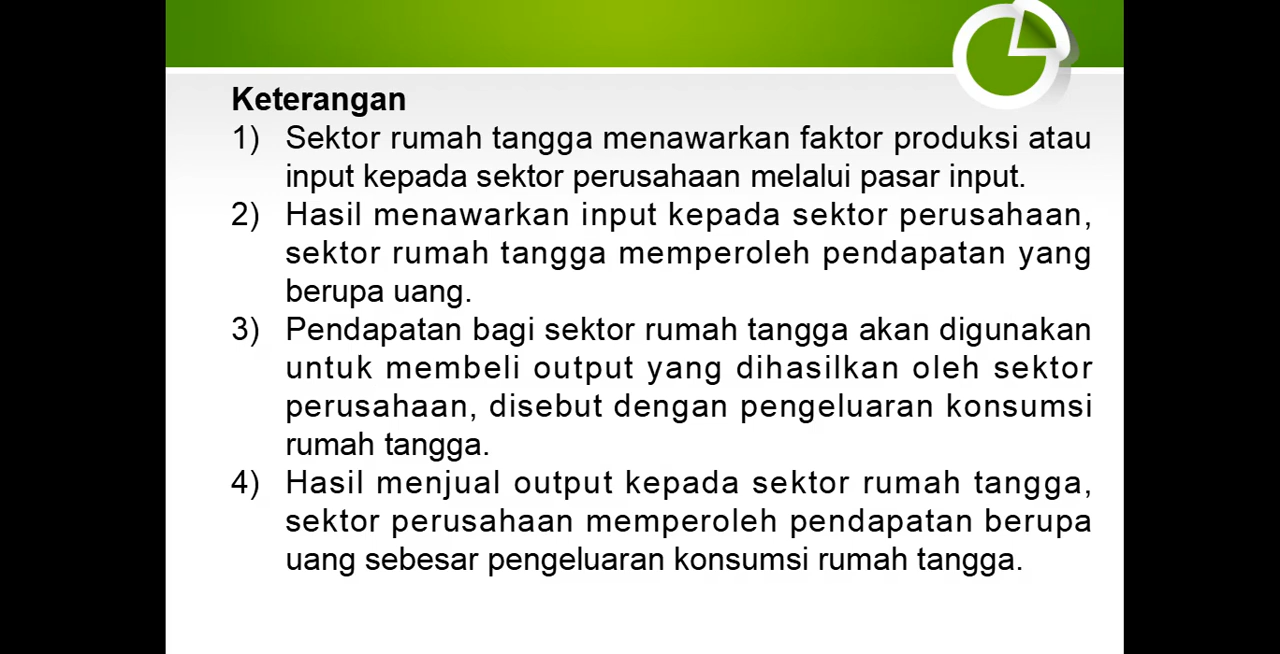 Keterangan
1) Sektor rumah tangga menawarkan faktor produksi atau
input kepada sektor perusahaan melalui pasar input.
2) Hasil menawarkan input kepada sektor perusahaan,
sektor rumah tangga memperoleh pendapatan yang
berupa uang.
3) Pendapatan bagi sektor rumah tangga akan digunakan
untuk membeli output yang dihasilkan oleh sektor
perusahaan, disebut dengan pengeluaran konsumsi
rumah tangga.
4) Hasil menjual output kepada sektor rumah tangga,
sektor perusahaan memperoleh pendapatan berupa
uang sebesar pengeluaran konsumsi rumah tangga.